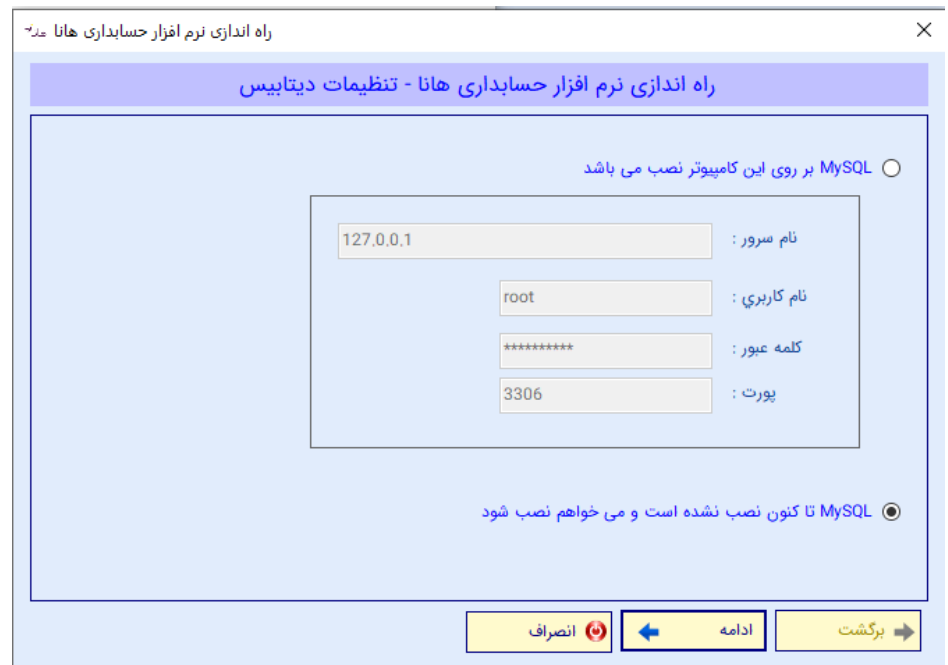 راه اندازی نرم افزار حسابداری هانا
راه اندازی نرم افزار حسابداری هانا - تنظیمات دیتابیس
MySQL بر روی این کامپیوتر نصب می باشد
نام سرور :
127.0.0.1
نام كاربري :
root
کلمه عبور :
**********
پورت :
3306
MySQL تا کنون نصب نشده است و می خواهم نصب شود
برگشت
ادامه
انصراف